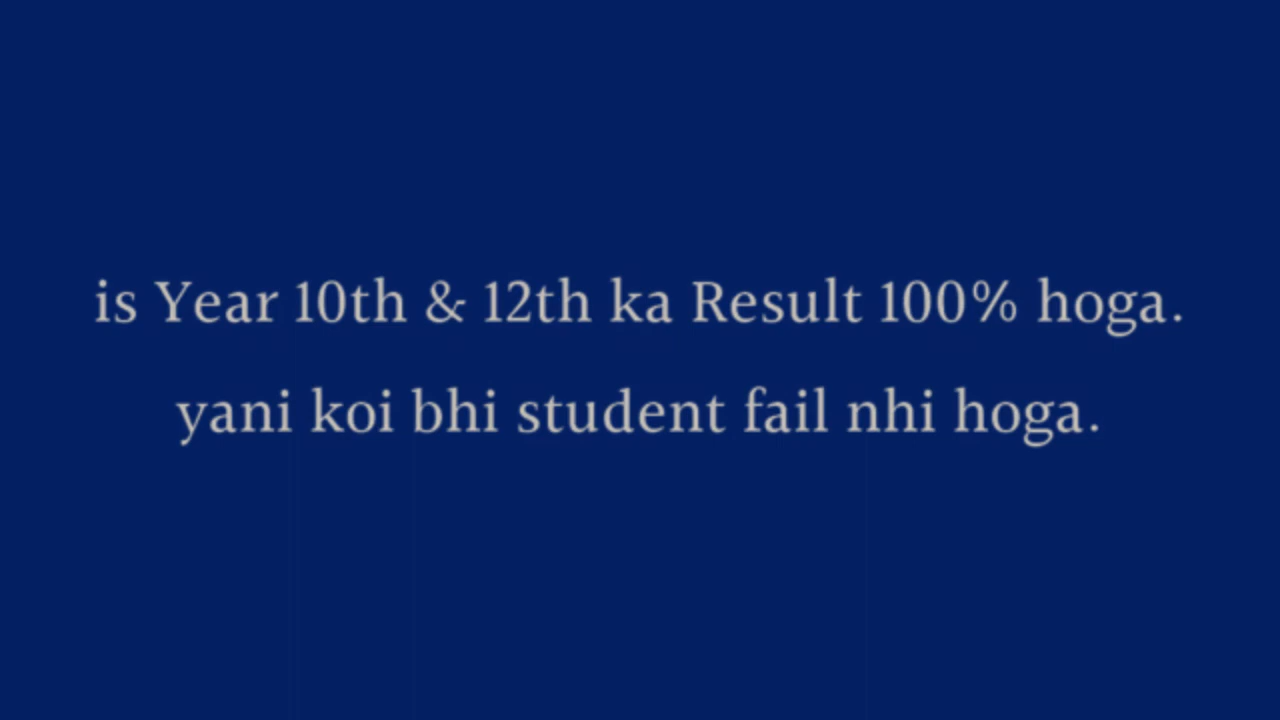 is Year 10th & 12th ka Result 100% hoga.
yani koi bhi student fail nhi hoga.